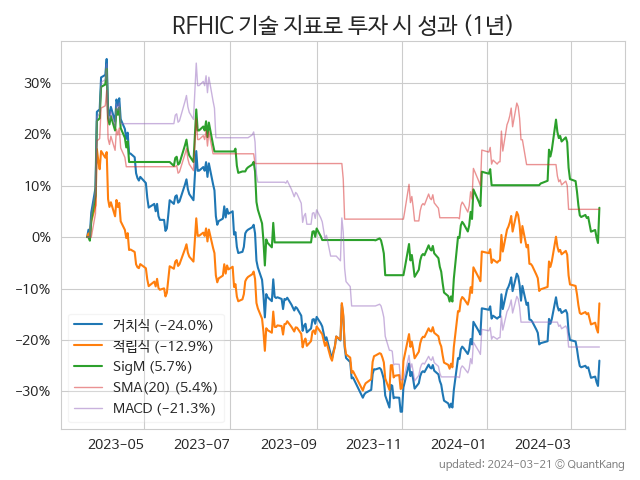 RFHIC 기술 지표로 투자 시 성과 (1년)
30%
20%
10%
0%
−10%
−20%
−30%
거치식 (−24.0%)
적립식 (−12.9%)
SigM (5.7%)
SMA(20) (5.4%)
MACD (−21.3%)
2023−05
2023−07
2023−09
2023−11
2024−01
2024−03
updated: 2024−03−21 © QuantKang